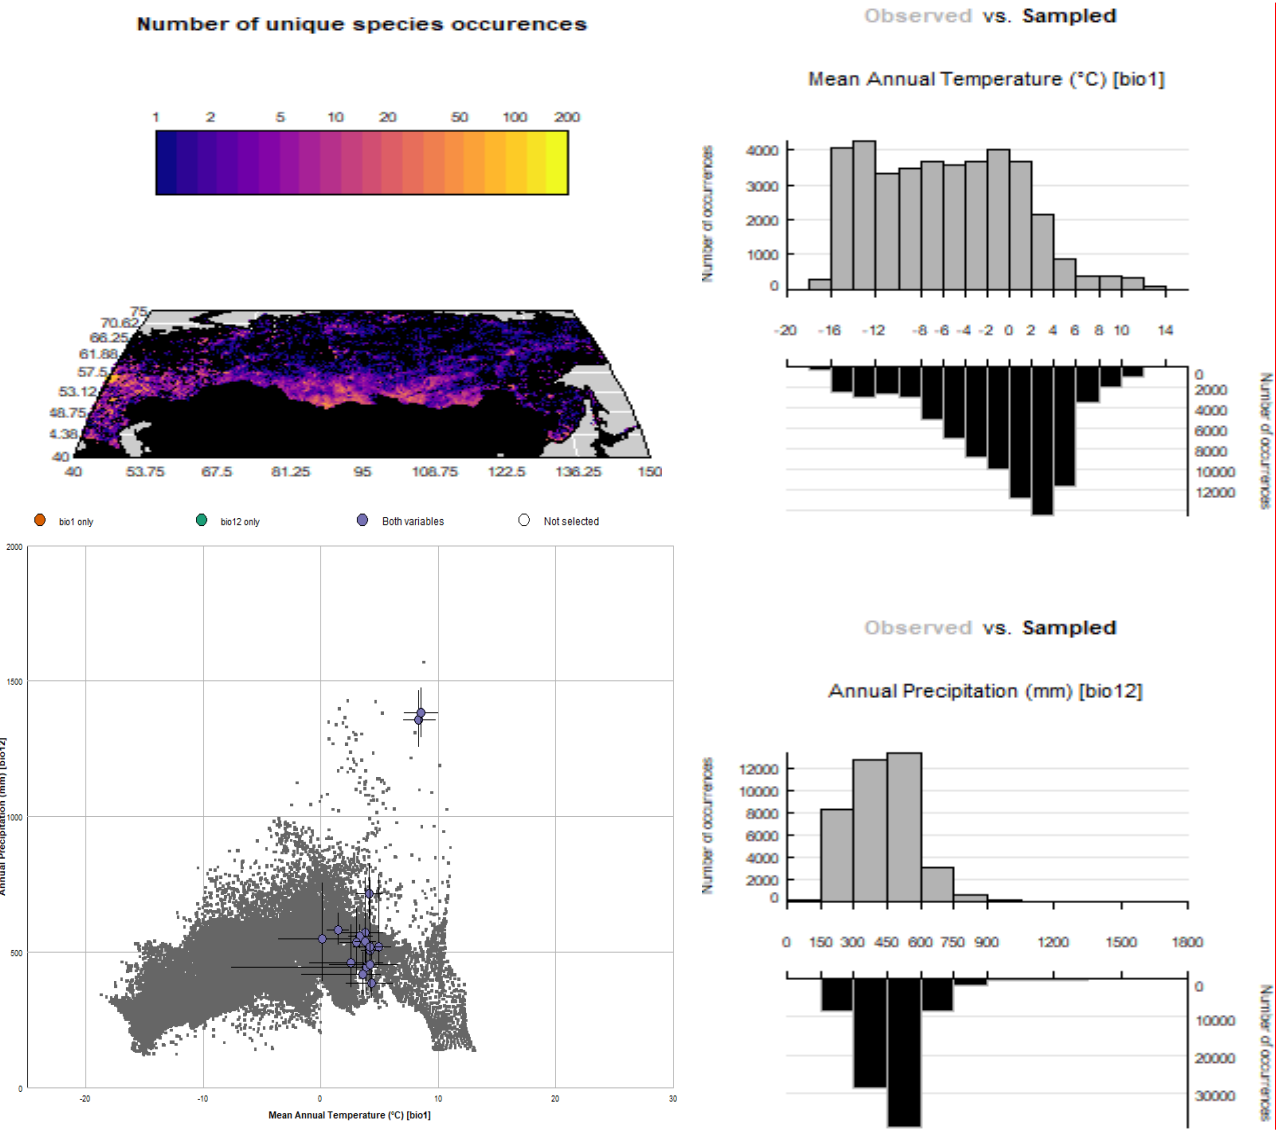 Number of unique species occurences
1 2 5 10 20 50 100 200
75
70.62
66.25
61.88
57.5
53.12
48.75
4.38
40
40 53.75 67.5 81.25 95 108.75 122.5 136.25 150
bio1 only bio12 only Both variables Not selected
2000
1500
1000
500
0
Annual Precipitation (mm) [bio12]
-20 -10 0 10 20 30
Mean Annual Temperature (°C) [bio1]
Observed vs. Sampled
Mean Annual Temperature (°C) [bio1]
Number of occurrences
4000
3000
2000
1000
0
-20 -16 -12 -8 -6 -4 -2 0 2 4 6 8 10 14
0
2000
4000
6000
8000
10000
12000
Number of occurrences
Observed vs. Sampled
Annual Precipitation (mm) [bio12]
Number of occurrences
12000
10000
8000
6000
4000
2000
0
0 150 300 450 600 750 900 1200 1500 1800
0
10000
20000
30000
Number of occurrences